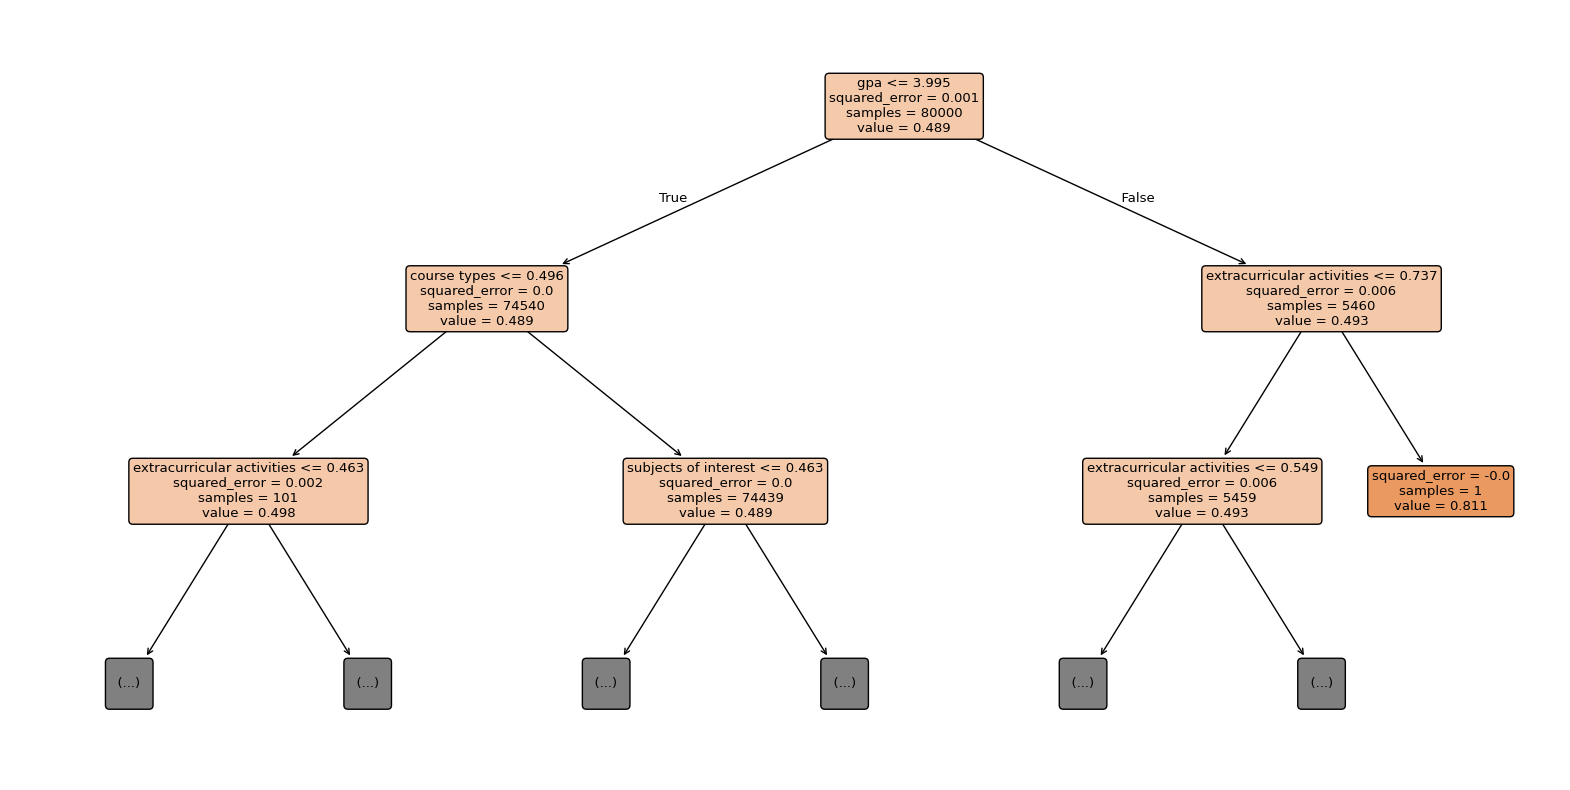 gpa <= 3.995
squared_error = 0.001
samples = 80000
value = 0.489
True
False
course types <= 0.496
squared_error = 0.0
samples = 74540
value = 0.489
extracurricular activities <= 0.737
squared_error = 0.006
samples = 5460
value = 0.493
extracurricular activities <= 0.463
squared_error = 0.002
samples = 101
value = 0.498
subjects of interest <= 0.463
squared_error = 0.0
samples = 74439
value = 0.489
extracurricular activities <= 0.549
squared_error = 0.006
samples = 5459
value = 0.493
squared_error = -0.0
samples = 1
value = 0.811
(...)
(...)
(...)
(...)
(...)
(...)